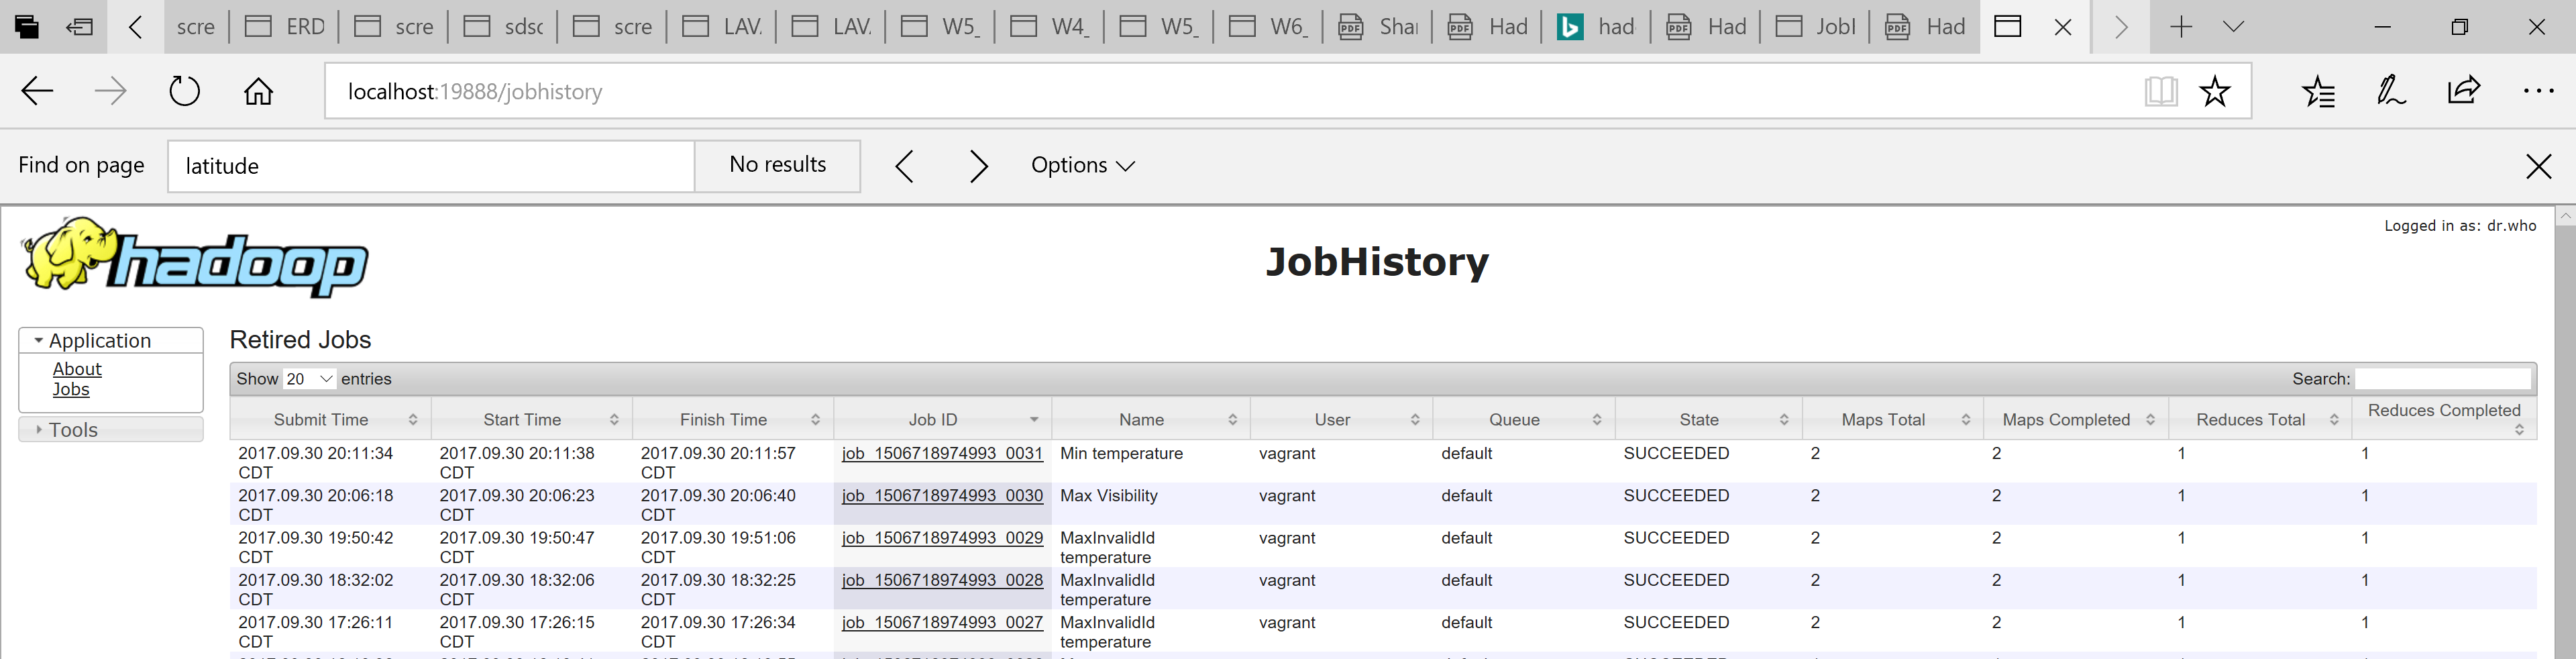 scre ERD scre sdsc scre LAV. LAV. W5_ W4_ W5_ W6_ Shai Had had Had JobI Had
localhost:19888/jobhistory
Find on page latitude No results Options
Logged in as: dr.who
hadoop
JobHistory
Application
About
Jobs
Tools
Retired Jobs
Show 20 entries Search:
Submit Time Start Time Finish Time Job ID Name User Queue State Maps Total Maps Completed Reduces Total Reduces Completed
2017.09.30 20:11:34 CDT 2017.09.30 20:11:38 CDT 2017.09.30 20:11:57 CDT job_1506718974993_0031 Min temperature vagrant default SUCCEEDED 2 2 1 1
2017.09.30 20:06:18 CDT 2017.09.30 20:06:23 CDT 2017.09.30 20:06:40 CDT job_1506718974993_0030 Max Visibility vagrant default SUCCEEDED 2 2 1 1
2017.09.30 19:50:42 CDT 2017.09.30 19:50:47 CDT 2017.09.30 19:51:06 CDT job_1506718974993_0029 MaxInvalidId temperature vagrant default SUCCEEDED 2 2 1 1
2017.09.30 18:32:02 CDT 2017.09.30 18:32:06 CDT 2017.09.30 18:32:25 CDT job_1506718974993_0028 MaxInvalidId temperature vagrant default SUCCEEDED 2 2 1 1
2017.09.30 17:26:11 CDT 2017.09.30 17:26:15 CDT 2017.09.30 17:26:34 CDT job_1506718974993_0027 MaxInvalidId temperature vagrant default SUCCEEDED 2 2 1 1